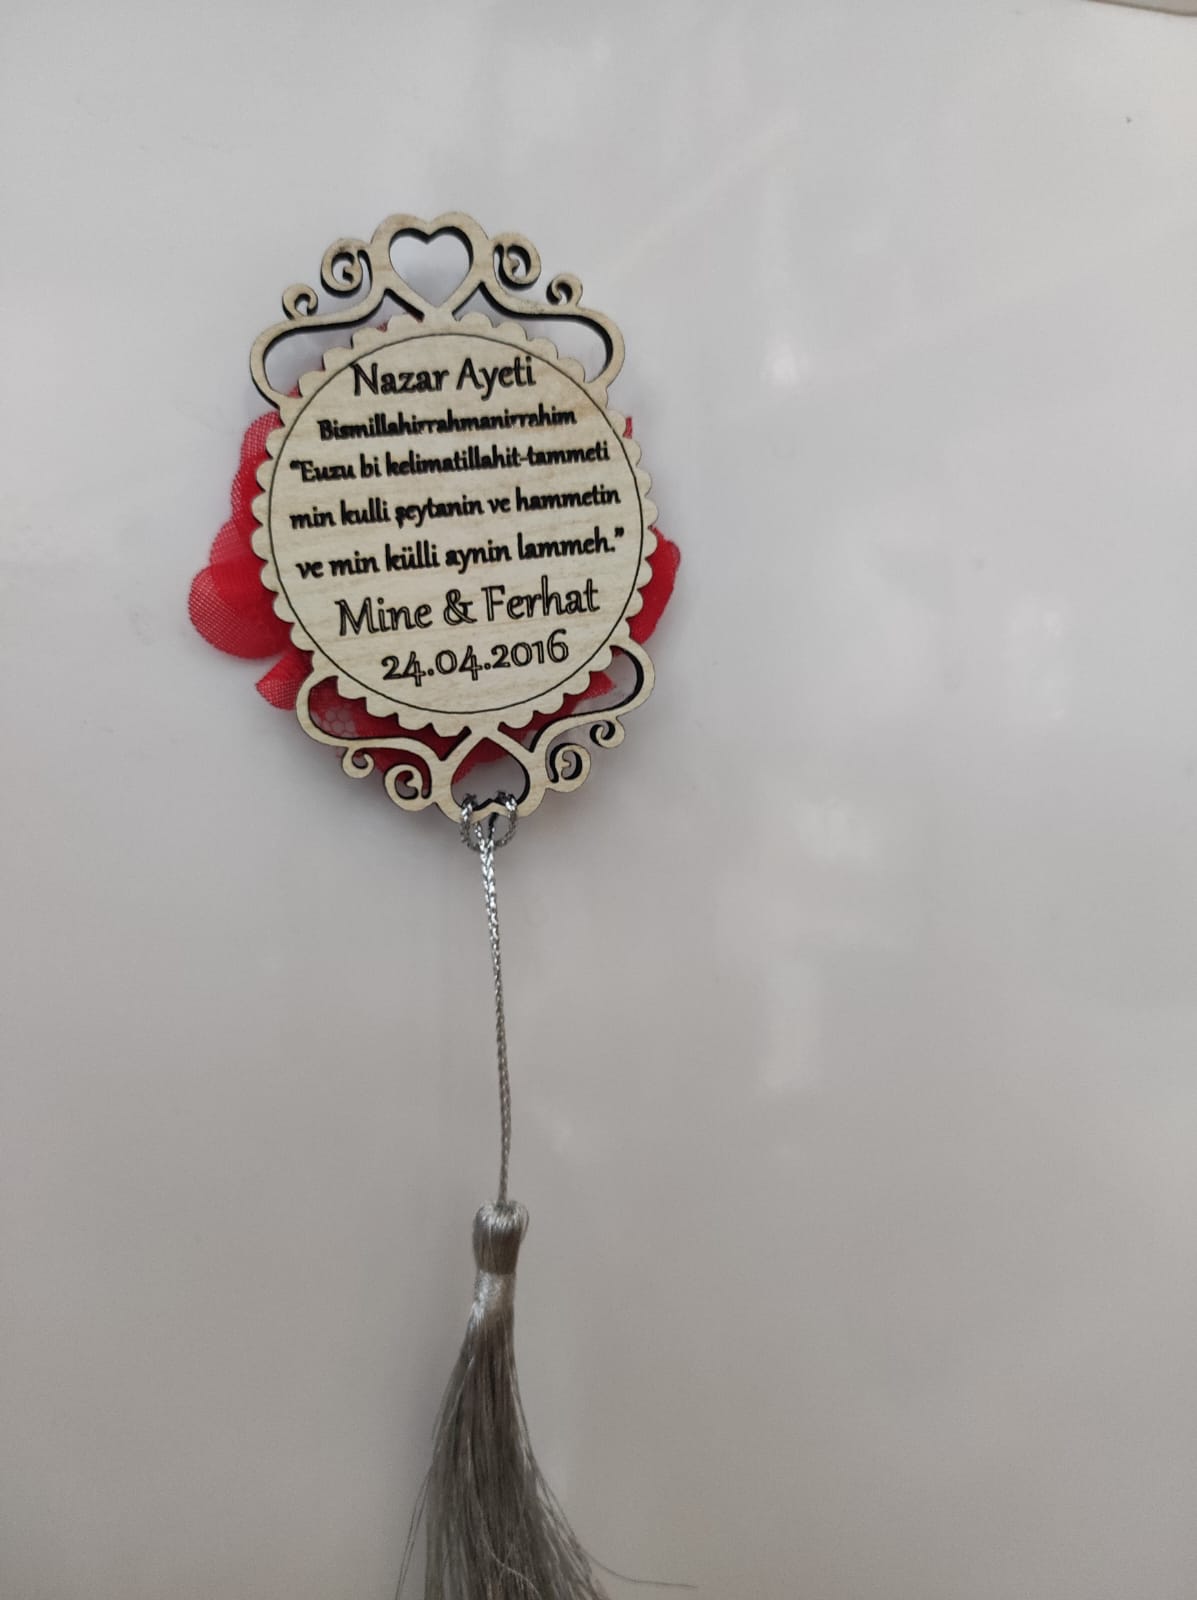 Nazar Ayeti
Bismillahirrahmanirrahim
“Euzu bi kelimatillahit-tammeti
min kulli şeytanin ve hammetin
ve min külli aynin lammeh.”
Mine & Ferhat
24.04.2016